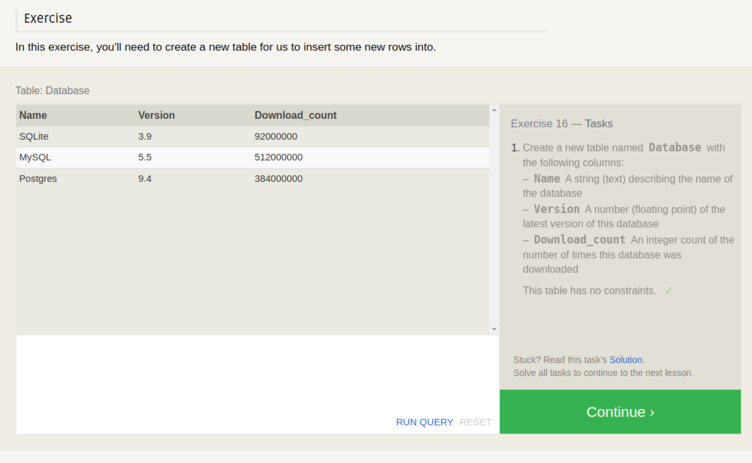 Exercise
In this exercise, you'll need to create a new table for us to insert some new rows into.
Table: Database
Name Version Download_count
SQLite 3.9 92000000
MySQL 5.5 512000000
Postgres 9.4 384000000
RUN QUERY RESET
Exercise 16 — Tasks
1. Create a new table named Database with
the following columns:
– Name A string (text) describing the name of
the database
– Version A number (floating point) of the
latest version of this database
– Download_count An integer count of the
number of times this database was
downloaded
This table has no constraints. ✓
Stuck? Read this task's Solution.
Solve all tasks to continue to the next lesson.
Continue ›